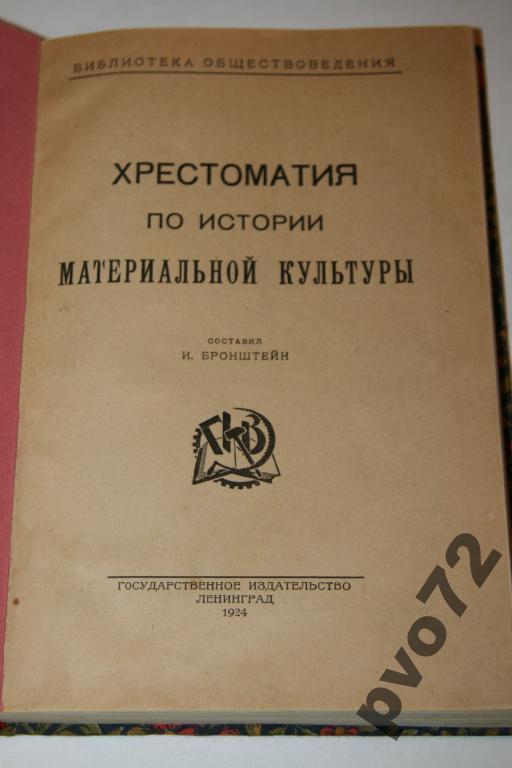 БИБЛИОТЕКА ОБЩЕСТВОВЕДЕНИЯ
ХРЕСТОМАТИЯ
ПО ИСТОРИИ
МАТЕРИАЛЬНОЙ КУЛЬТУРЫ
СОСТАВИЛ
И. БРОНШТЕЙН
ГИЗ
ГОСУДАРСТВЕННОЕ ИЗДАТЕЛЬСТВО
ЛЕНИНГРАД
1924
pvo72